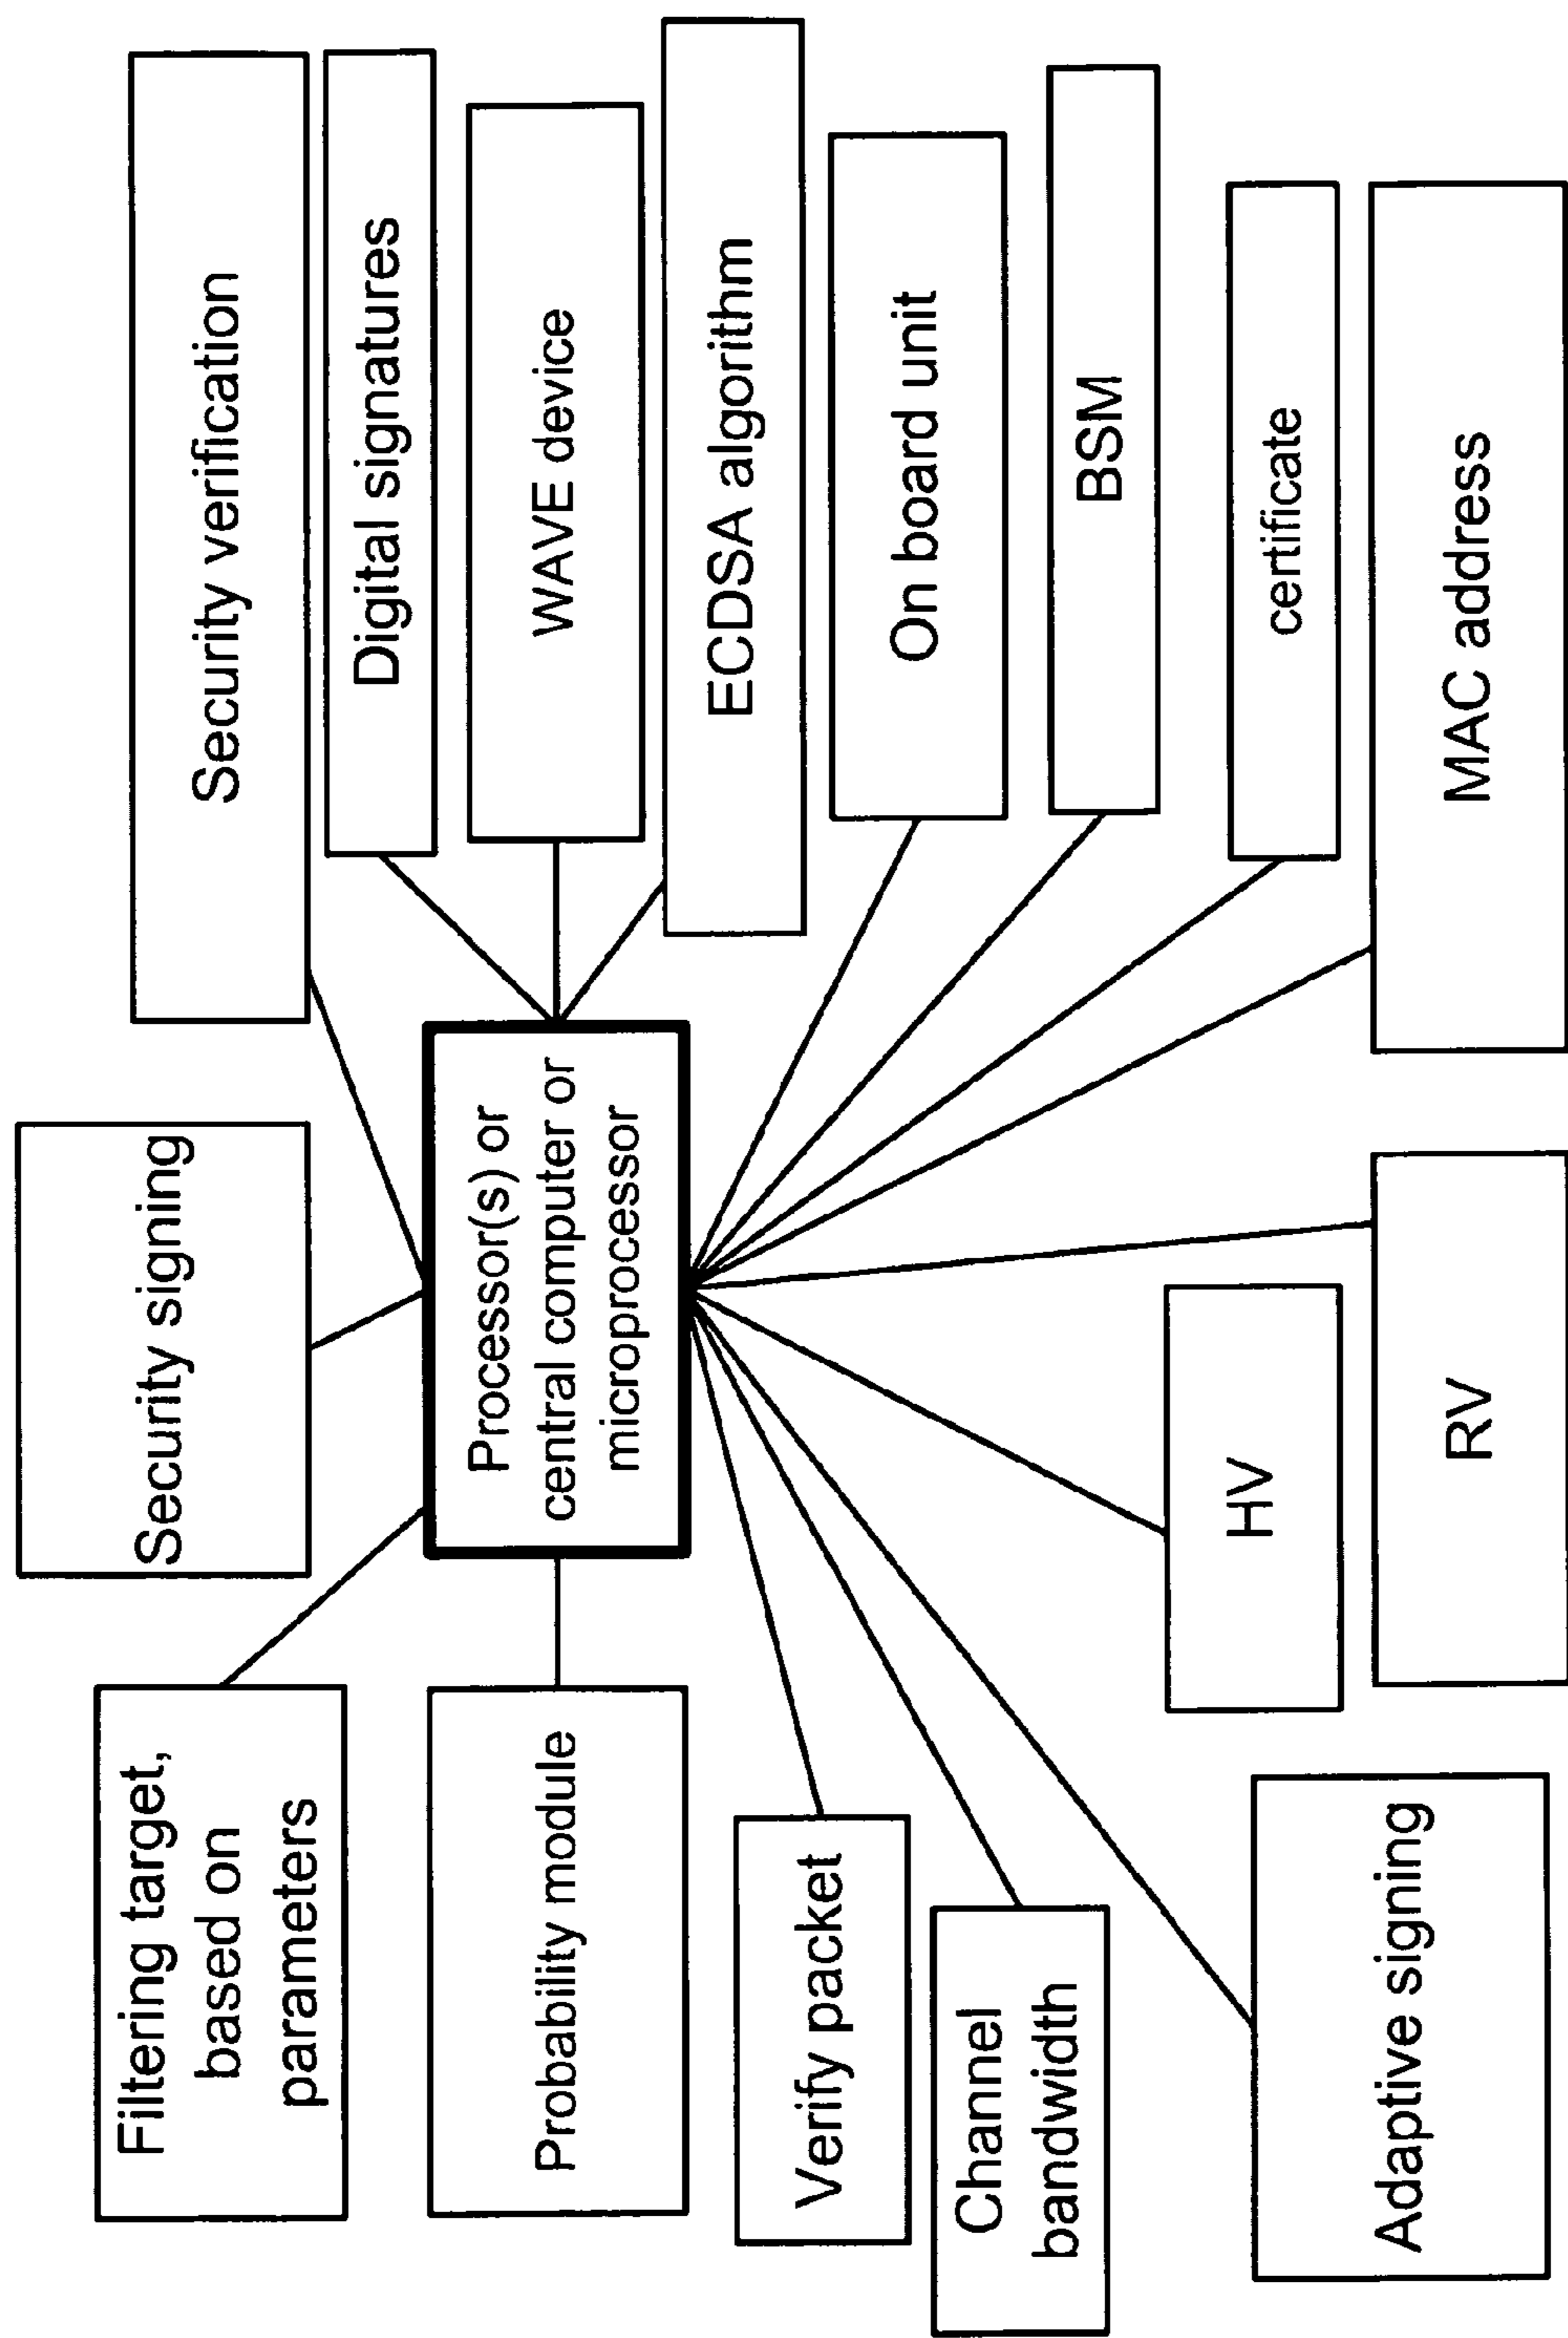 Filtering target,
based on
parameters
Security signing
Security verification
Digital signatures
Probability module
Processor(s) or
central computer or
microprocessor
WAVE device
ECDSA algorithm
Verify packet
On board unit
Channel
bandwidth
BSM
HV
certificate
Adaptive signing
RV
MAC address